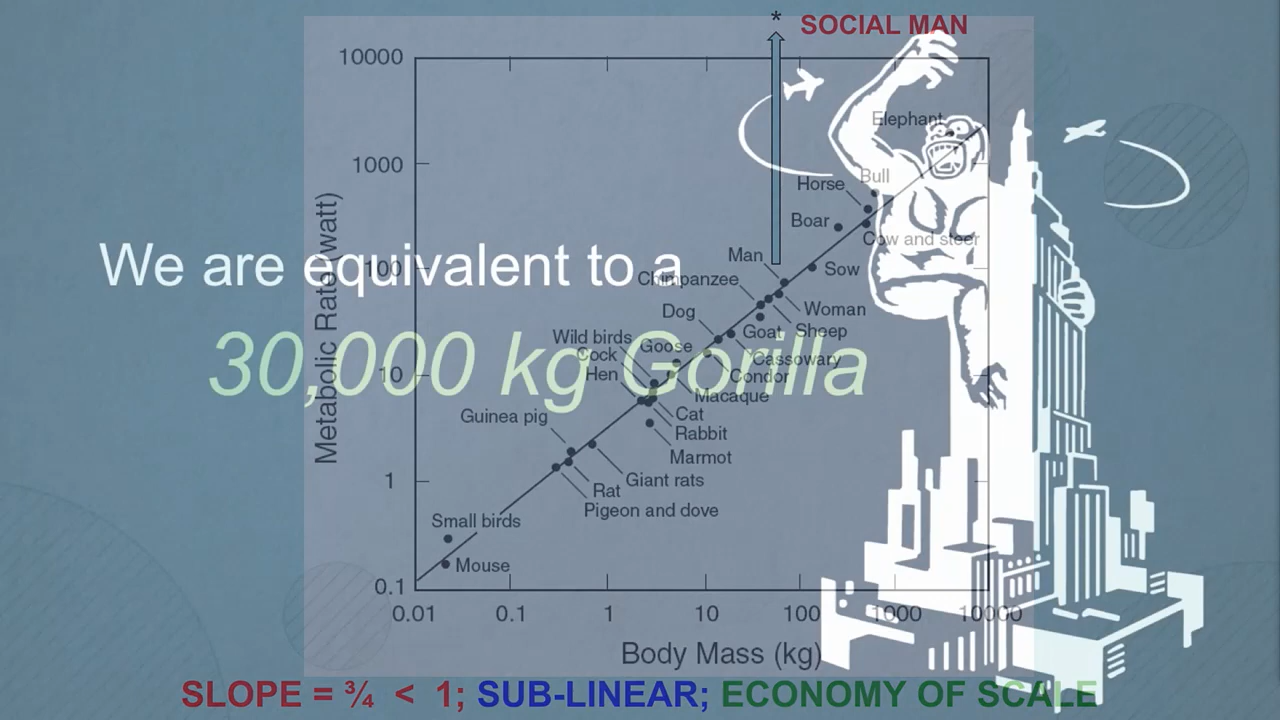 * SOCIAL MAN
10000
1000
100
10
1
0.1
Metabolic Rate (watt)
Elephant
Bull
Horse
Boar
Cow and steer
Man
Sow
Chimpanzee
Woman
Dog
Goat
Sheep
Wild birds
Goose
Cassowary
Cock
Condor
Hen
Macaque
Cat
Guinea pig
Rabbit
Marmot
Giant rats
Rat
Pigeon and dove
Small birds
Mouse
We are equivalent to a
30,000 kg Gorilla
0.01 0.1 1 10 100 1000 10000
Body Mass (kg)
SLOPE = ¾ < 1; SUB-LINEAR; ECONOMY OF SCALE